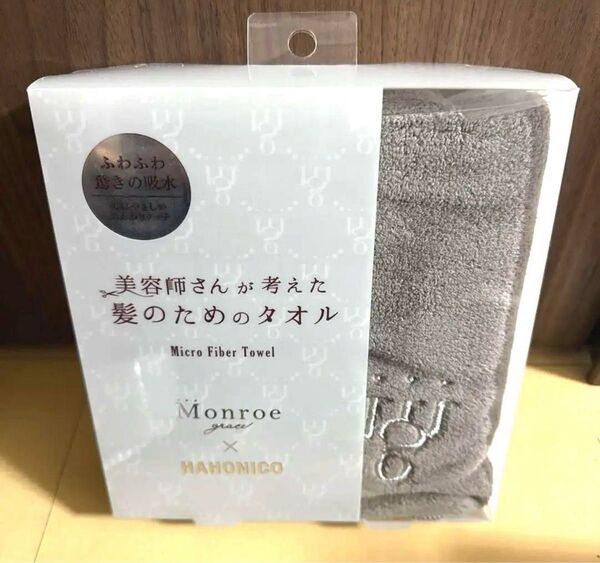 ふわふわ
驚きの吸水
美容師さんが考えた
髪のためのタオル
Micro Fiber Towel
Monroe
grace
×
HAHONICO